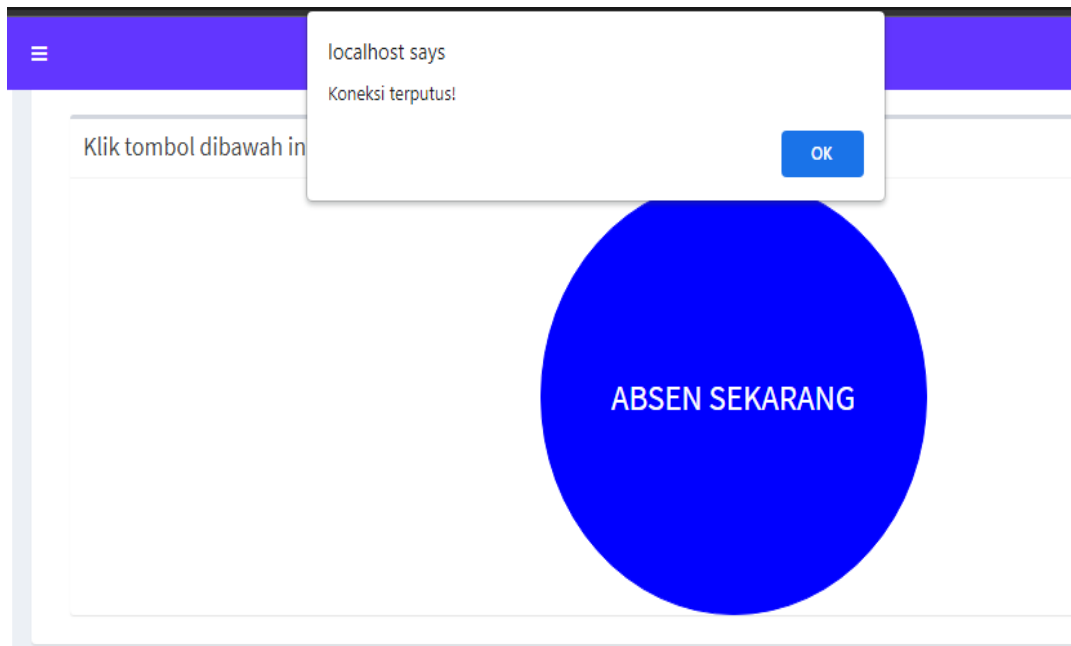 localhost says
Koneksi terputus!
OK
Klik tombol dibawah in
ABSEN SEKARANG